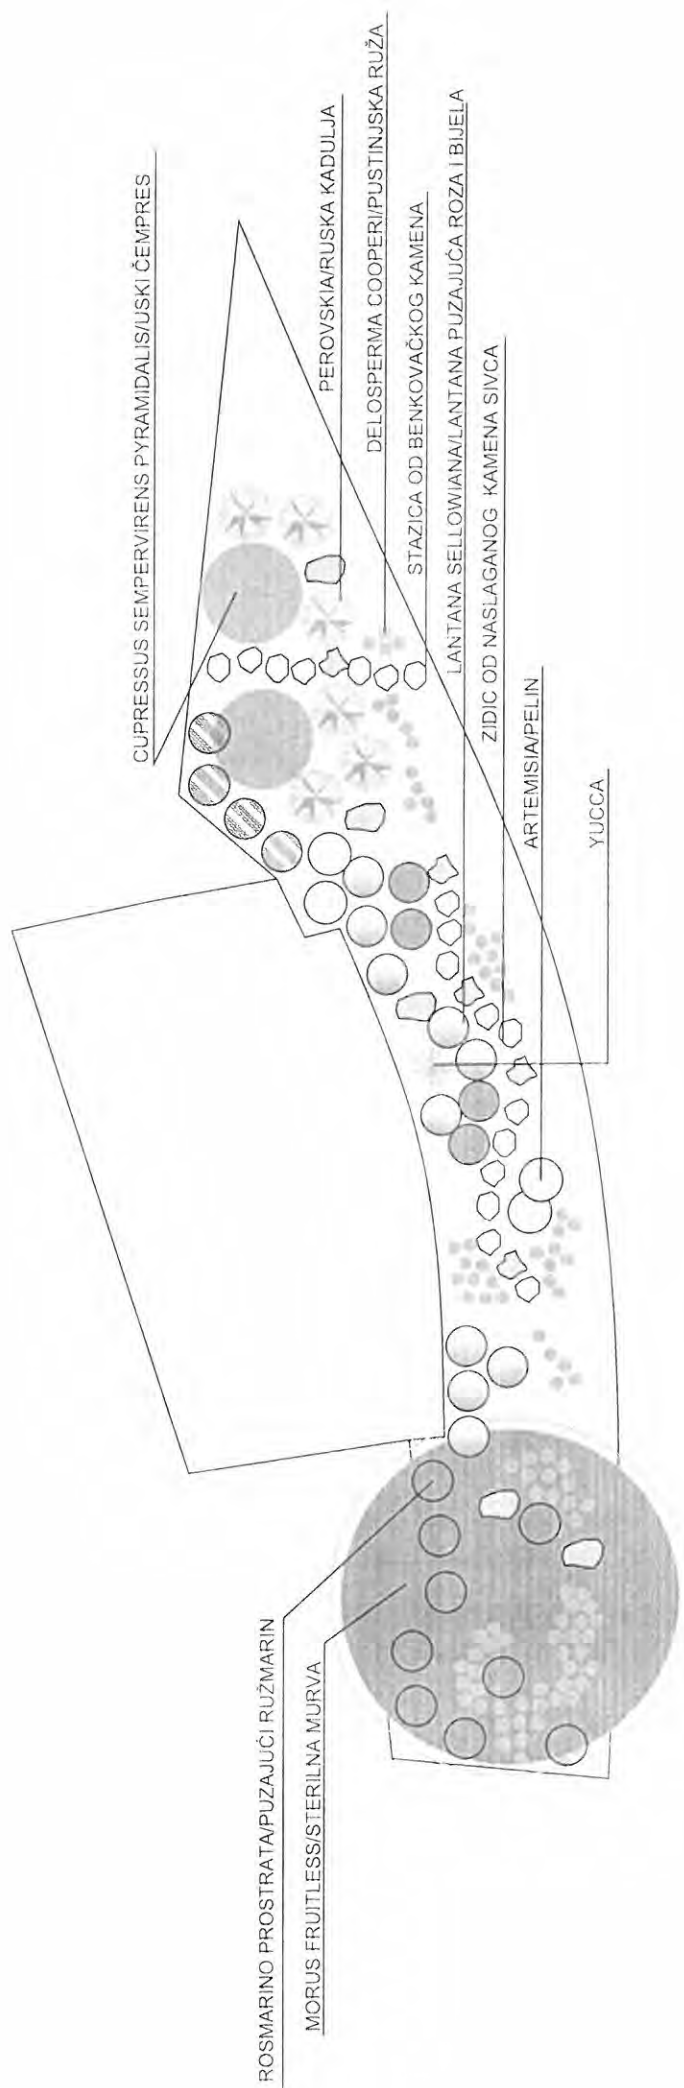 CUPRESSUS SEMPERVIRENS PYRAMIDALIS/USKI ČEMPRES
PEROVSKIA/RUSKA KADULJA
DELOSPERMA COOPERI/PUSTINJSKA RUŽA
STAZICA OD BENKOVAČKOG KAMENA
LANTANA SELLOWIANA/LANTANA PUZAJUĆA ROZA I BIJELA
ZIDIC OD NASLAGANOG KAMENA SIVCA
ARTEMISIA/PELIN
YUCCA
ROSMARINO PROSTRATA/PUZAJUĆI RUŽMARIN
MORUS FRUITLESS/STERILNA MURVA